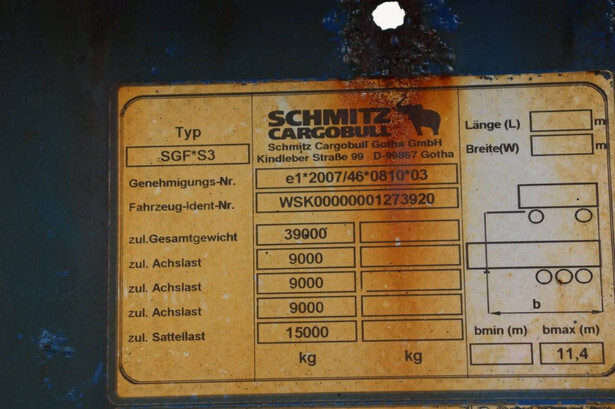 SCHMITZ
CARGOBULL
Schmitz Cargobull Gotha GmbH
Kindleber Straße 99 D-99867 Gotha
Typ
SGF*S3
Genehmigungs-Nr. e1*2007/46*0810*03
Fahrzeug-Ident-Nr. WSK00000001273920
zul.Gesamtgewicht 39000
zul. Achslast 9000
zul. Achslast 9000
zul. Achslast 9000
zul. Sattellast 15000
kg kg
Länge (L) m
Breite(W) m
b
bmin (m) bmax (m)
11,4